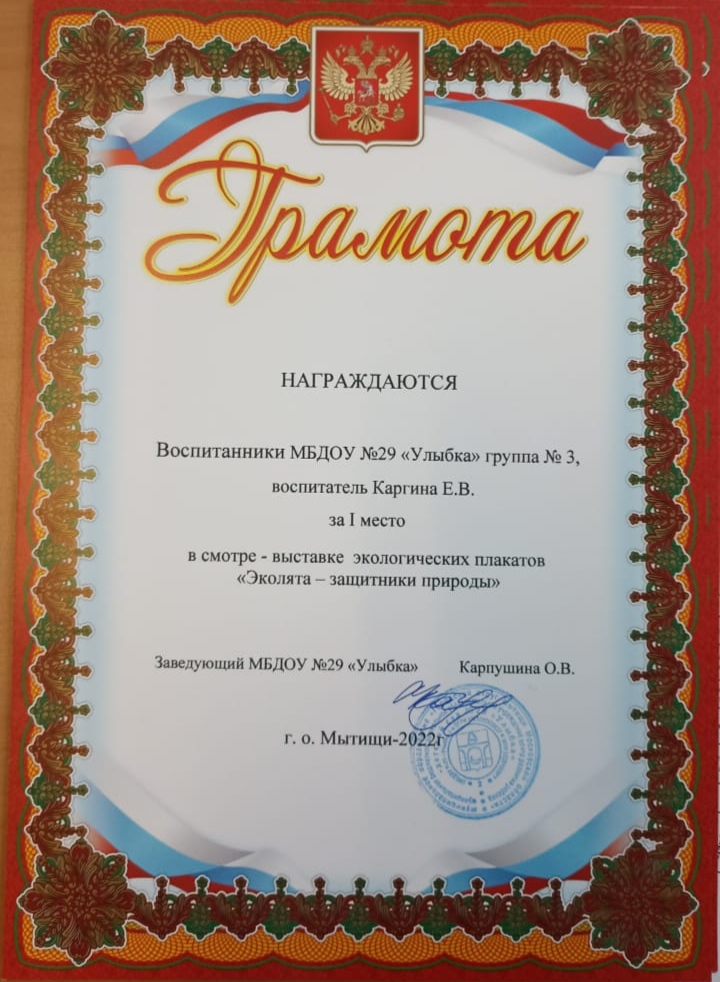 Грамота
НАГРАЖДАЮТСЯ
Воспитанники МБДОУ №29 «Улыбка» группа № 3,
воспитатель Каргина Е.В.
за I место
в смотре - выставке экологических плакатов
«Эколята – защитники природы»
Заведующий МБДОУ №29 «Улыбка» Карпушина О.В.
г. о. Мытищи-2022г